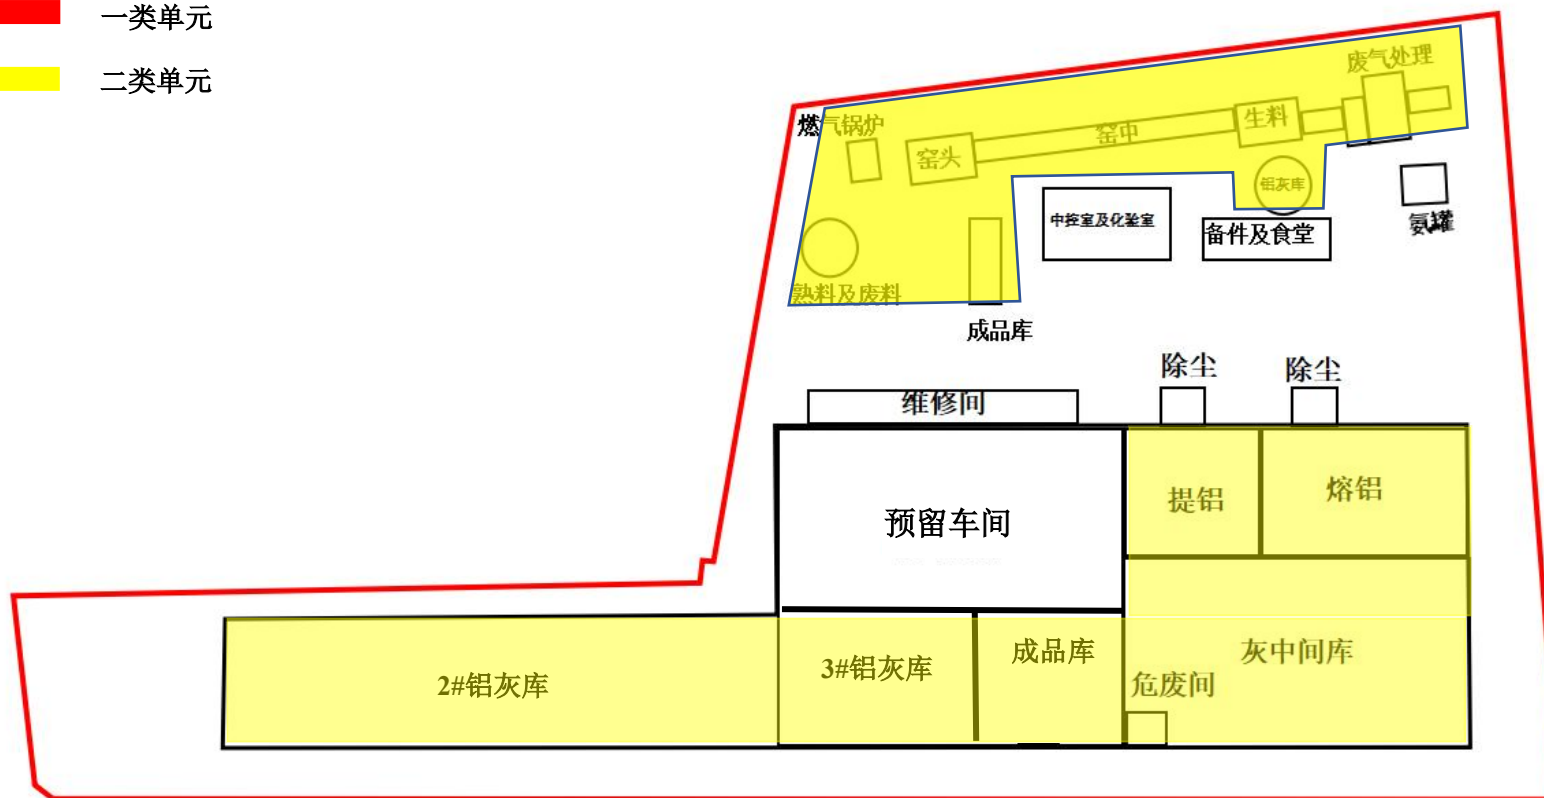 一类单元
二类单元
废气处理
燃气锅炉
窑头
窑中
生料
铝灰库
中控室及化验室
备件及食堂
氨罐
熟料及废料
成品库
除尘
除尘
维修间
提铝
熔铝
预留车间
2#铝灰库
3#铝灰库
成品库
灰中间库
危废间